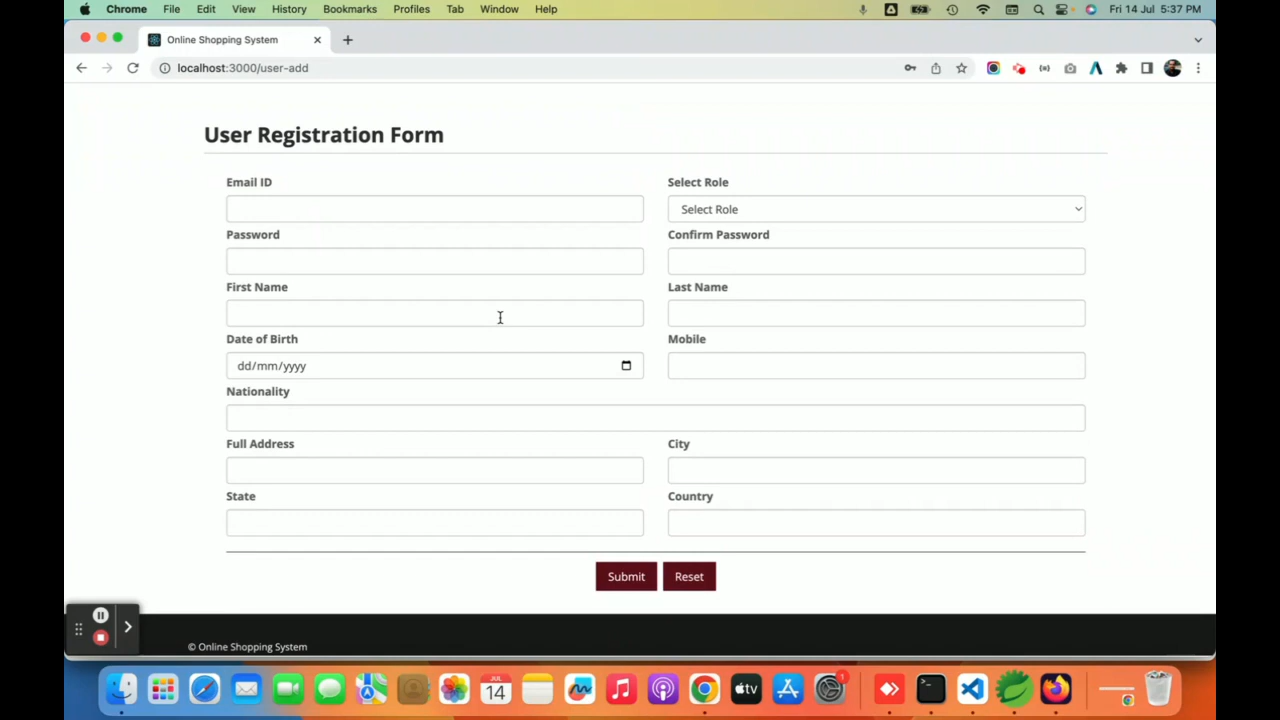 Chrome File Edit View History Bookmarks Profiles Tab Window Help Fri 14 Jul 5:37 PM
Online Shopping System
localhost:3000/user-add
User Registration Form
Email ID Select Role
Select Role
Password Confirm Password
First Name Last Name
Date of Birth Mobile
dd/mm/yyyy
Nationality
Full Address City
State Country
Submit Reset
© Online Shopping System
JUL
14
tv